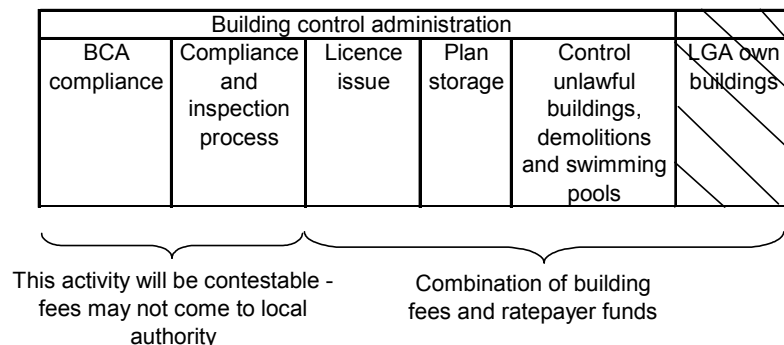 Building control administration
BCA
compliance
Compliance
and
inspection
process
Licence
issue
Plan
storage
Control
unlawful
buildings,
demolitions
and swimming
pools
LGA own
buildings
This activity will be contestable -
fees may not come to local
authority
Combination of building
fees and ratepayer funds